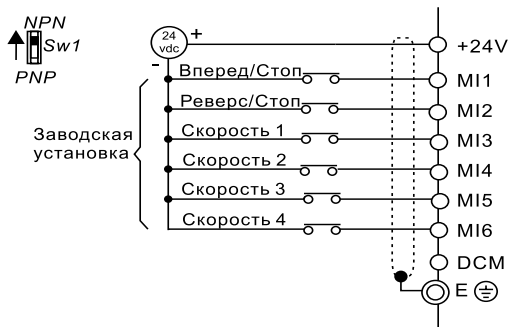 NPN
Sw1
PNP
24
vdc
+
-
+24V
Вперед/Стоп
MI1
Реверс/Стоп
MI2
Заводская
установка
Скорость 1
MI3
Скорость 2
MI4
Скорость 3
MI5
Скорость 4
MI6
DCM
E